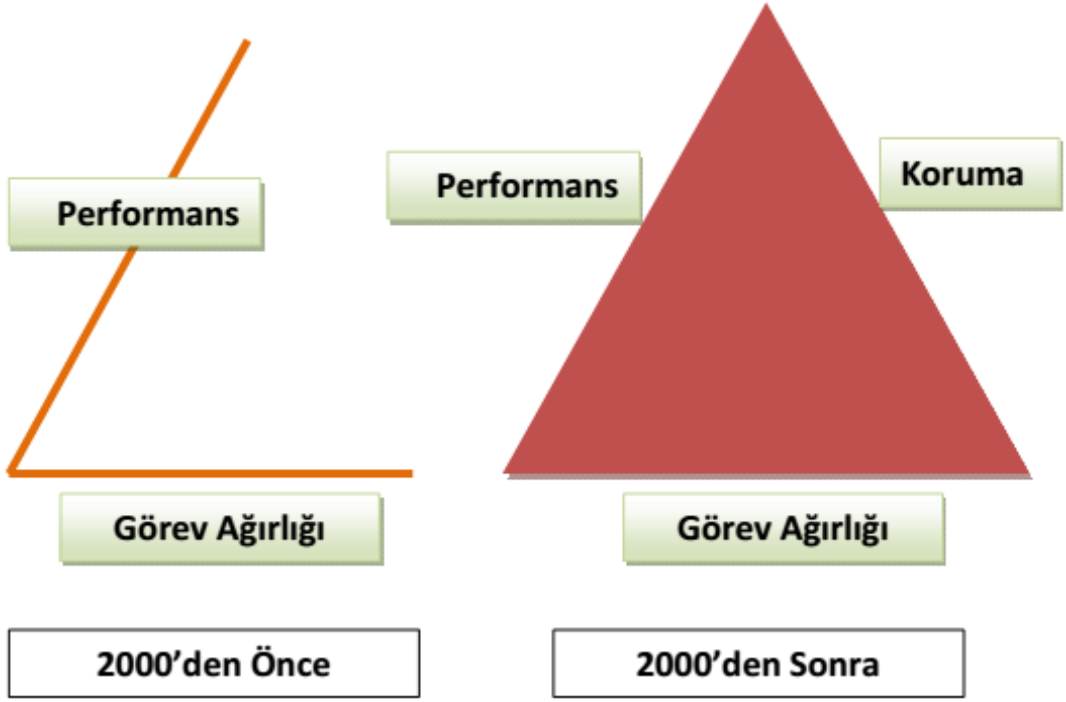 Performans
Görev Ağırlığı
2000’den Önce
Performans
Koruma
Görev Ağırlığı
2000’den Sonra